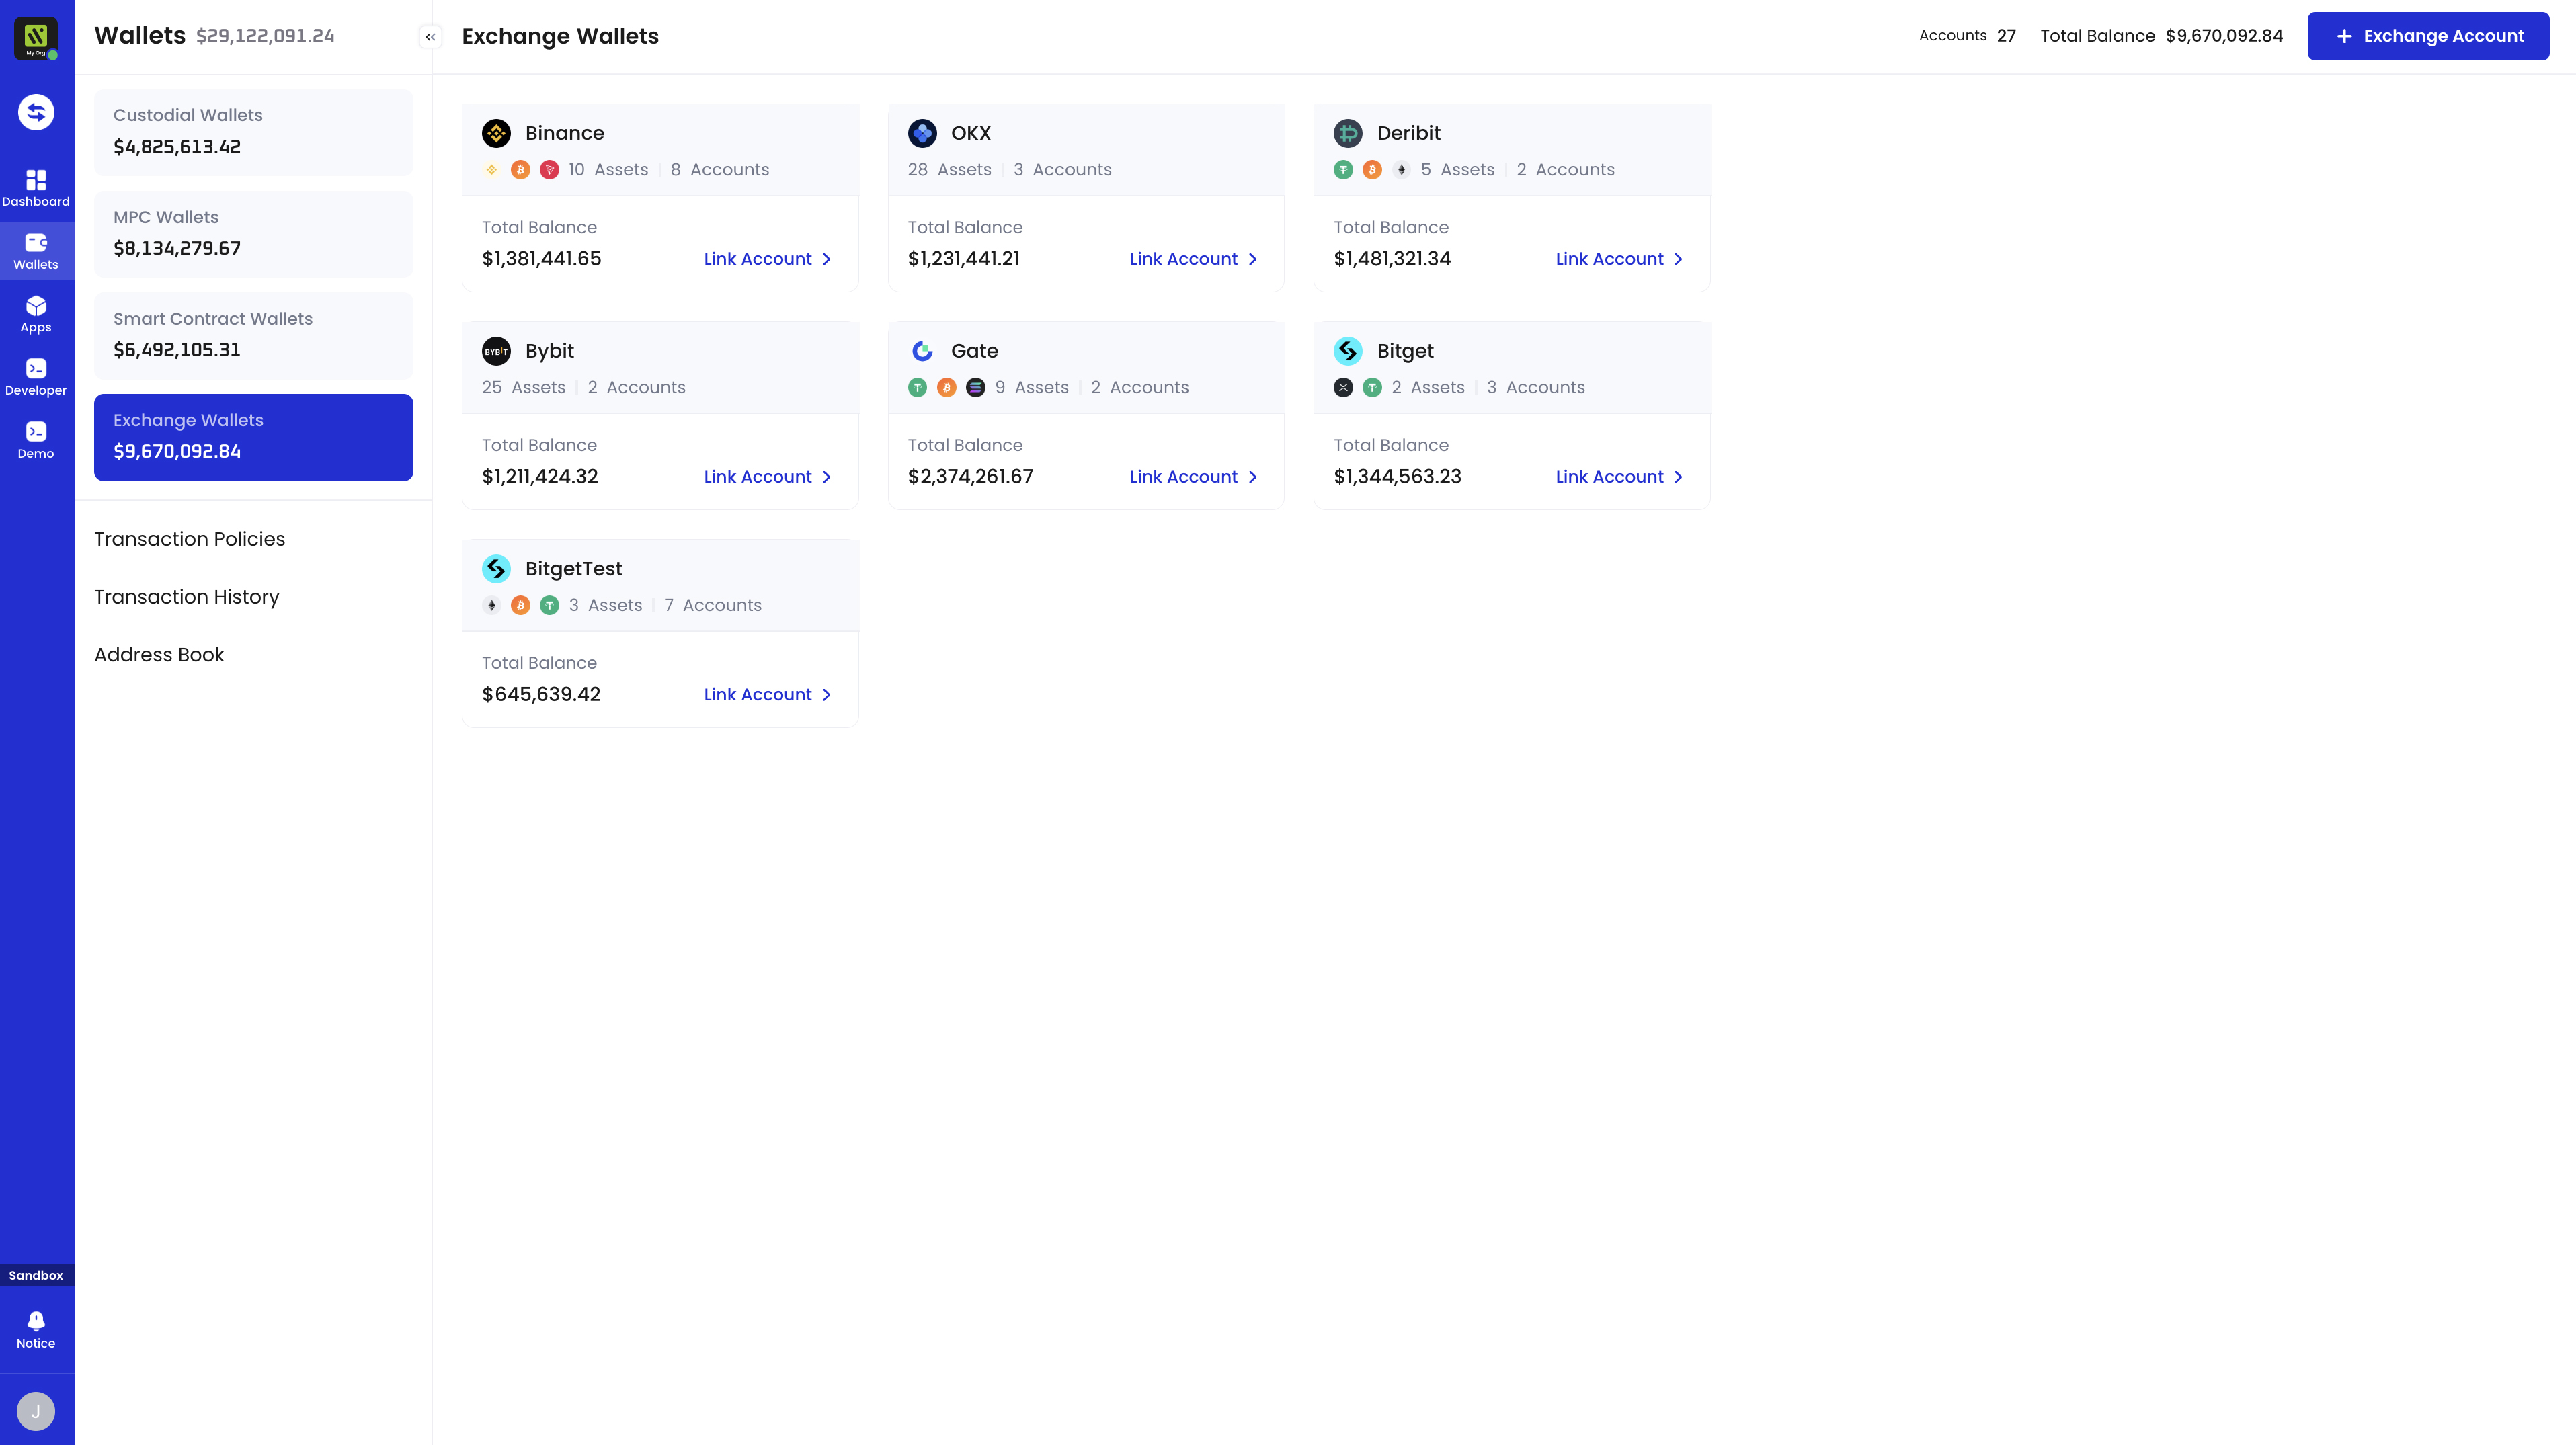 My Org
Dashboard
Wallets
Apps
Developer
Demo
Sandbox
Notice
J
Wallets $29,122,091.24
Custodial Wallets
$4,825,613.42
MPC Wallets
$8,134,279.67
Smart Contract Wallets
$6,492,105.31
Exchange Wallets
$9,670,092.84
Transaction Policies
Transaction History
Address Book
Exchange Wallets
Accounts 27 Total Balance $9,670,092.84 + Exchange Account
Binance
10 Assets | 8 Accounts
Total Balance
$1,381,441.65 Link Account
OKX
28 Assets | 3 Accounts
Total Balance
$1,231,441.21 Link Account
Deribit
5 Assets | 2 Accounts
Total Balance
$1,481,321.34 Link Account
BYBIT Bybit
25 Assets | 2 Accounts
Total Balance
$1,211,424.32 Link Account
Gate
9 Assets | 2 Accounts
Total Balance
$2,374,261.67 Link Account
Bitget
2 Assets | 3 Accounts
Total Balance
$1,344,563.23 Link Account
BitgetTest
3 Assets | 7 Accounts
Total Balance
$645,639.42 Link Account